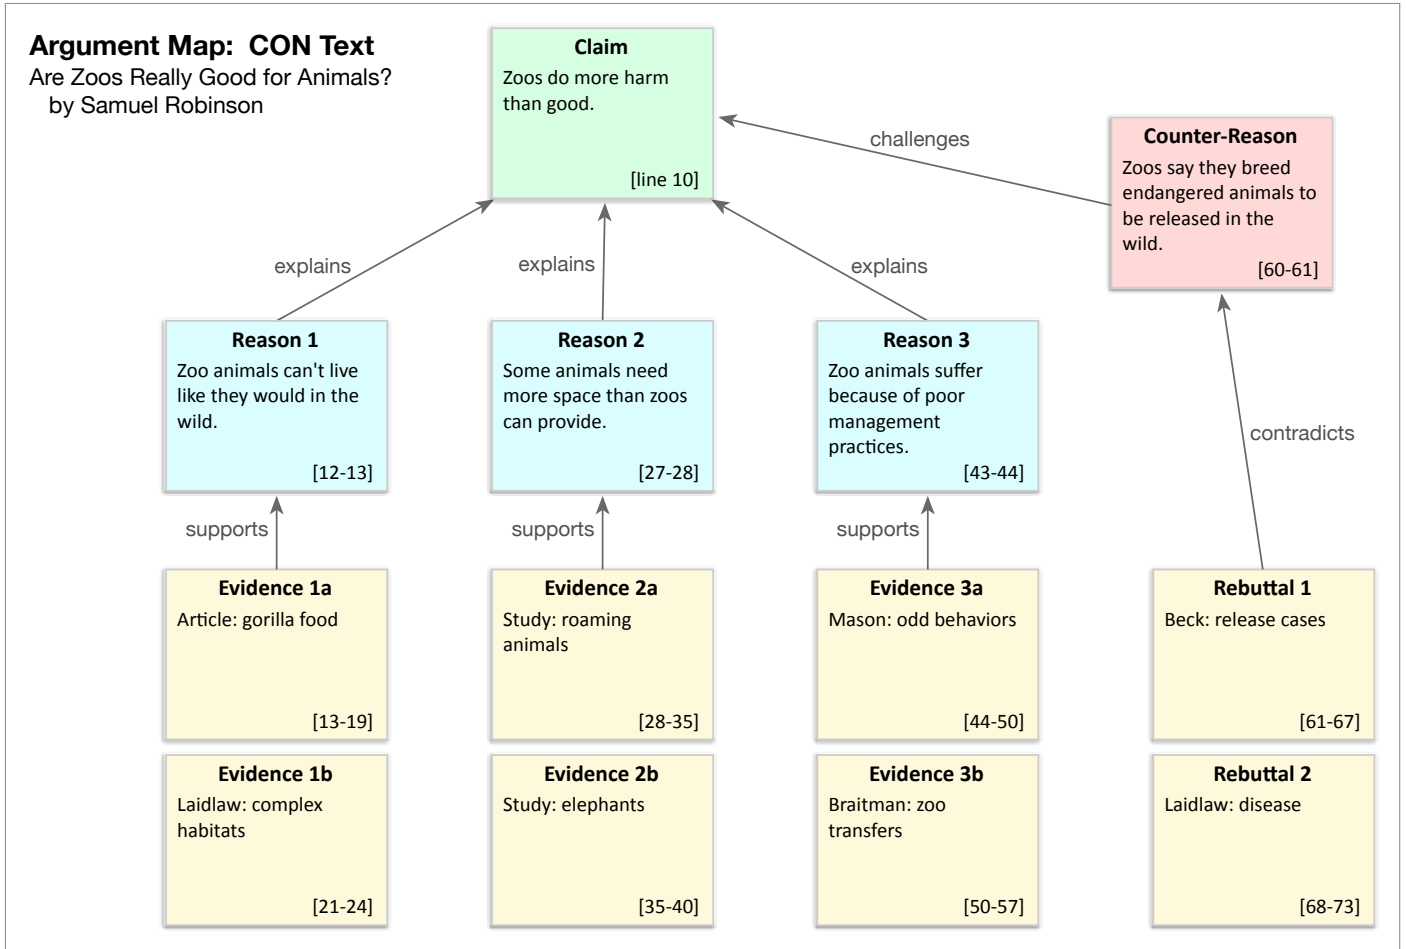 Argument Map: CON Text
Are Zoos Really Good for Animals?
by Samuel Robinson
Claim
Zoos do more harm
than good.
[line 10]
challenges
Counter-Reason
Zoos say they breed
endangered animals to
be released in the
wild.
[60-61]
explains
explains
explains
Reason 1
Zoo animals can't live
like they would in the
wild.
[12-13]
Reason 2
Some animals need
more space than zoos
can provide.
[27-28]
Reason 3
Zoo animals suffer
because of poor
management
practices.
[43-44]
contradicts
supports
supports
supports
Evidence 1a
Article: gorilla food
[13-19]
Evidence 2a
Study: roaming
animals
[28-35]
Evidence 3a
Mason: odd behaviors
[44-50]
Rebuttal 1
Beck: release cases
[61-67]
Evidence 1b
Laidlaw: complex
habitats
[21-24]
Evidence 2b
Study: elephants
[35-40]
Evidence 3b
Braitman: zoo
transfers
[50-57]
Rebuttal 2
Laidlaw: disease
[68-73]